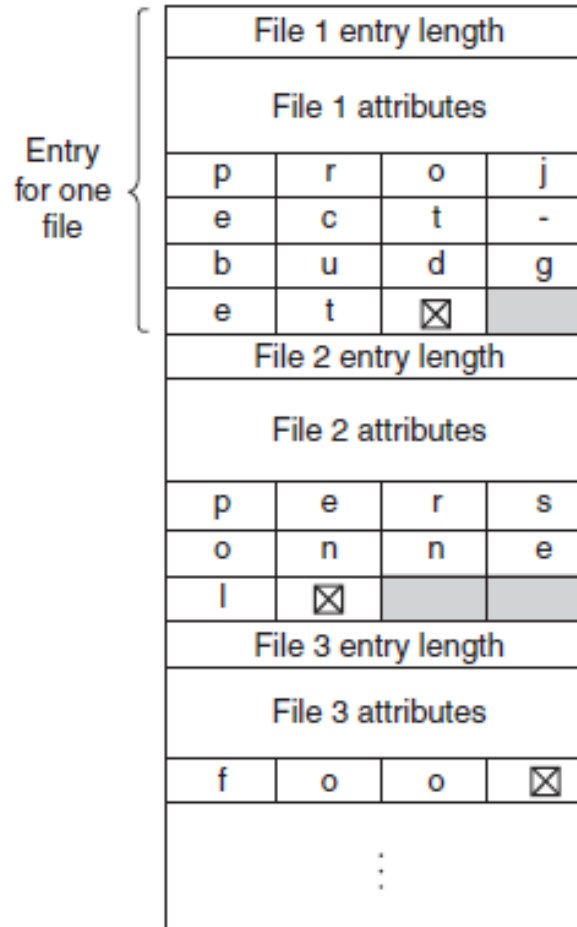 File 1 entry length
File 1 attributes
Entry
for one
file
p r o j
e c t -
b u d g
e t ☒
File 2 entry length
File 2 attributes
p e r s
o n n e
l ☒
File 3 entry length
File 3 attributes
f o o ☒
⋮